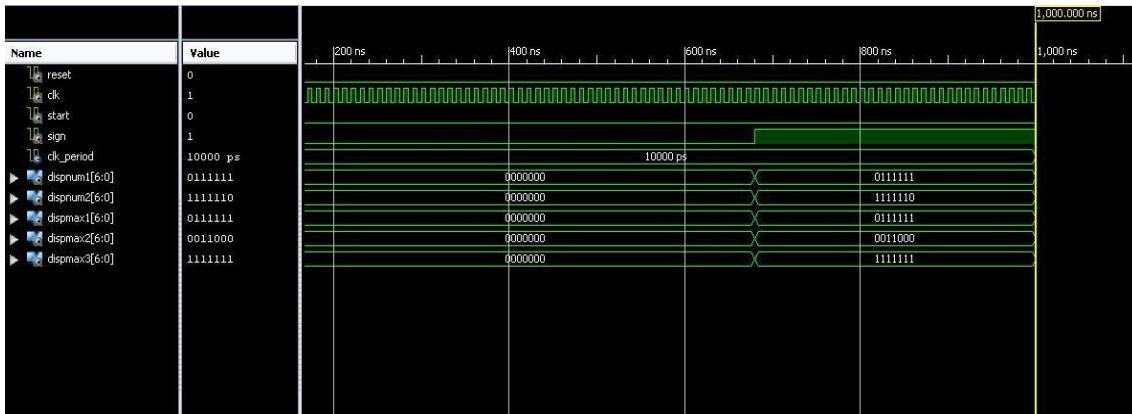 1,000.000 ns
Name Value 200 ns 400 ns 600 ns 800 ns 1,000 ns
reset 0
clk 1
start 0
sign 1
clk_period 10000 ps 10000 ps
dispnum1[6:0] 0111111 0000000 0111111
dispnum2[6:0] 1111110 0000000 1111110
dispmax1[6:0] 0111111 0000000 0111111
dispmax2[6:0] 0011000 0000000 0011000
dispmax3[6:0] 1111111 0000000 1111111